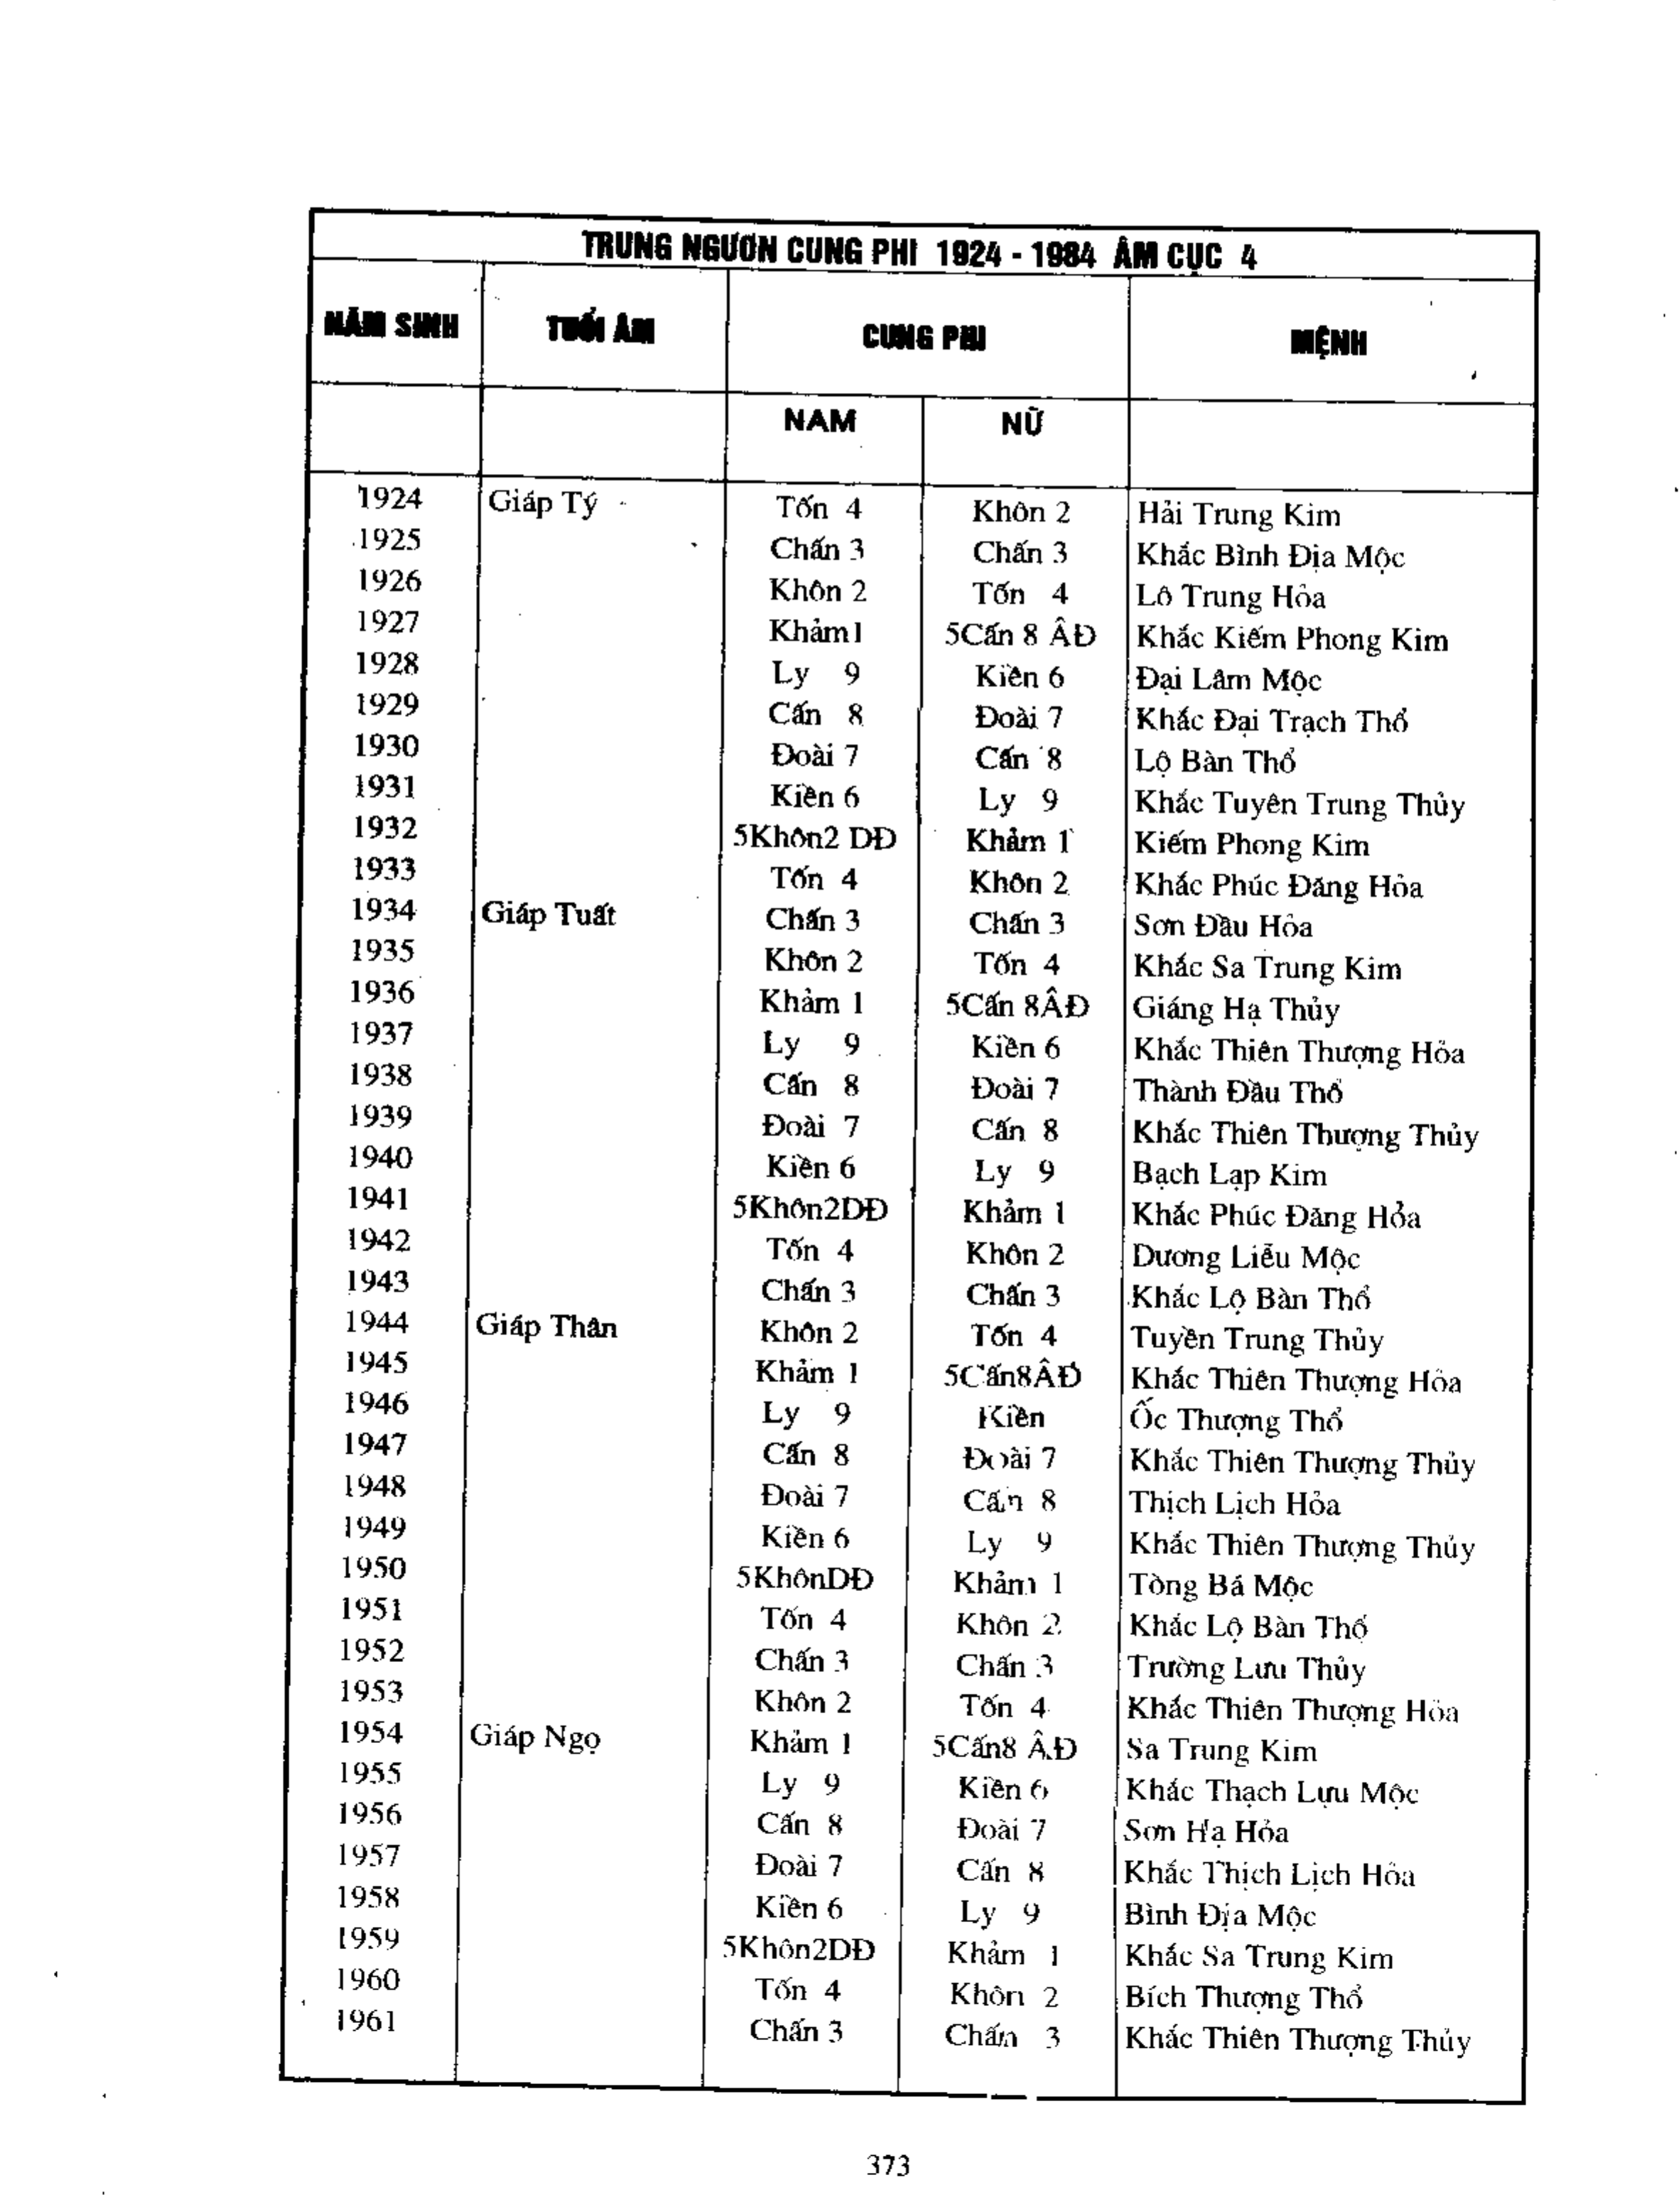 TRUNG NGƯƠN CUNG PHI 1924 - 1984 ÂM CỤC 4
NĂM SINH TUỔI ÂM CUNG PHI MỆNH
NAM NỮ
1924 Giáp Tý Tốn 4 Khôn 2 Hải Trung Kim
1925 Chấn 3 Chấn 3 Khắc Bình Địa Mộc
1926 Khôn 2 Tốn 4 Lô Trung Hỏa
1927 Khảm1 5Cấn 8 ÂĐ Khắc Kiếm Phong Kim
1928 Ly 9 Kiên 6 Đại Lâm Mộc
1929 Cấn 8 Đoài 7 Khắc Đại Trạch Thổ
1930 Đoài 7 Cấn 8 Lộ Bàn Thổ
1931 Kiền 6 Ly 9 Khắc Tuyên Trung Thủy
1932 5Khôn2 DĐ Khảm 1 Kiếm Phong Kim
1933 Tốn 4 Khôn 2 Khắc Phúc Đăng Hỏa
1934 Giáp Tuất Chấn 3 Chấn 3 Sơn Đầu Hỏa
1935 Khôn 2 Tốn 4 Khắc Sa Trung Kim
1936 Khảm 1 5Cấn 8ÂĐ Giáng Hạ Thủy
1937 Ly 9 Kiền 6 Khắc Thiên Thượng Hỏa
1938 Cấn 8 Đoài 7 Thành Đầu Thổ
1939 Đoài 7 Cấn 8 Khắc Thiên Thượng Thủy
1940 Kiền 6 Ly 9 Bạch Lạp Kim
1941 5Khôn2DĐ Khảm 1 Khắc Phúc Đăng Hỏa
1942 Tốn 4 Khôn 2 Dương Liễu Mộc
1943 Chấn 3 Chấn 3 Khắc Lộ Bàn Thổ
1944 Giáp Thân Khôn 2 Tốn 4 Tuyền Trung Thủy
1945 Khảm 1 5Cấn8ÂĐ Khắc Thiên Thượng Hỏa
1946 Ly 9 Kiền Ốc Thượng Thổ
1947 Cấn 8 Đoài 7 Khắc Thiên Thượng Thủy
1948 Đoài 7 Cấn 8 Thịch Lịch Hỏa
1949 Kiền 6 Ly 9 Khắc Thiên Thượng Thủy
1950 5KhônDĐ Khảm 1 Tòng Bá Mộc
1951 Tốn 4 Khôn 2 Khắc Lộ Bàn Thổ
1952 Chấn 3 Chấn 3 Trường Lưu Thủy
1953 Khôn 2 Tốn 4 Khắc Thiên Thượng Hỏa
1954 Giáp Ngọ Khảm 1 5Cấn8 ÂĐ Sa Trung Kim
1955 Ly 9 Kiền 6 Khắc Thạch Lựu Mộc
1956 Cấn 8 Đoài 7 Sơn Hạ Hỏa
1957 Đoài 7 Cấn 8 Khắc Thịch Lịch Hỏa
1958 Kiền 6 Ly 9 Bình Địa Mộc
1959 5Khôn2DĐ Khảm 1 Khắc Sa Trung Kim
1960 Tốn 4 Khôn 2 Bích Thượng Thổ
1961 Chấn 3 Chấn 3 Khắc Thiên Thượng Thủy
373